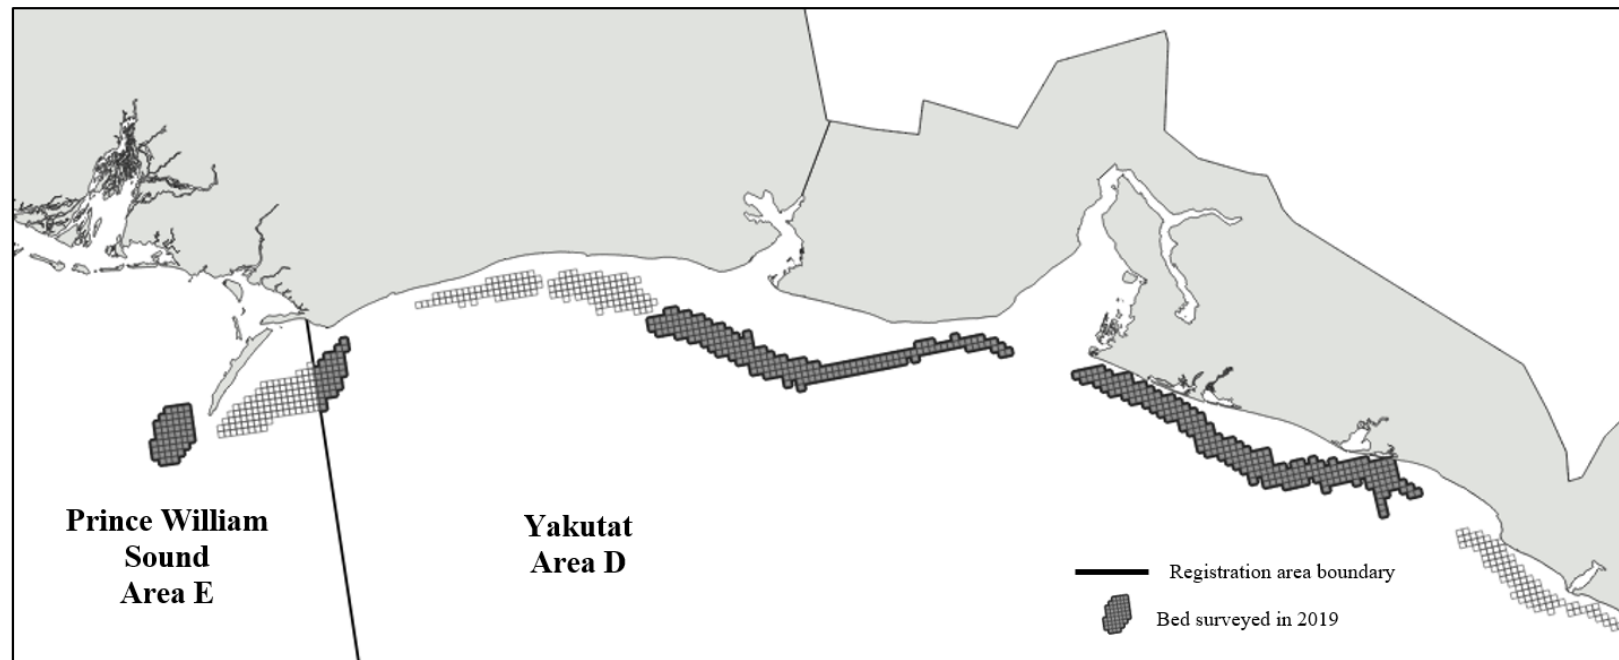 Prince William
Sound
Area E
Yakutat
Area D
Registration area boundary
Bed surveyed in 2019